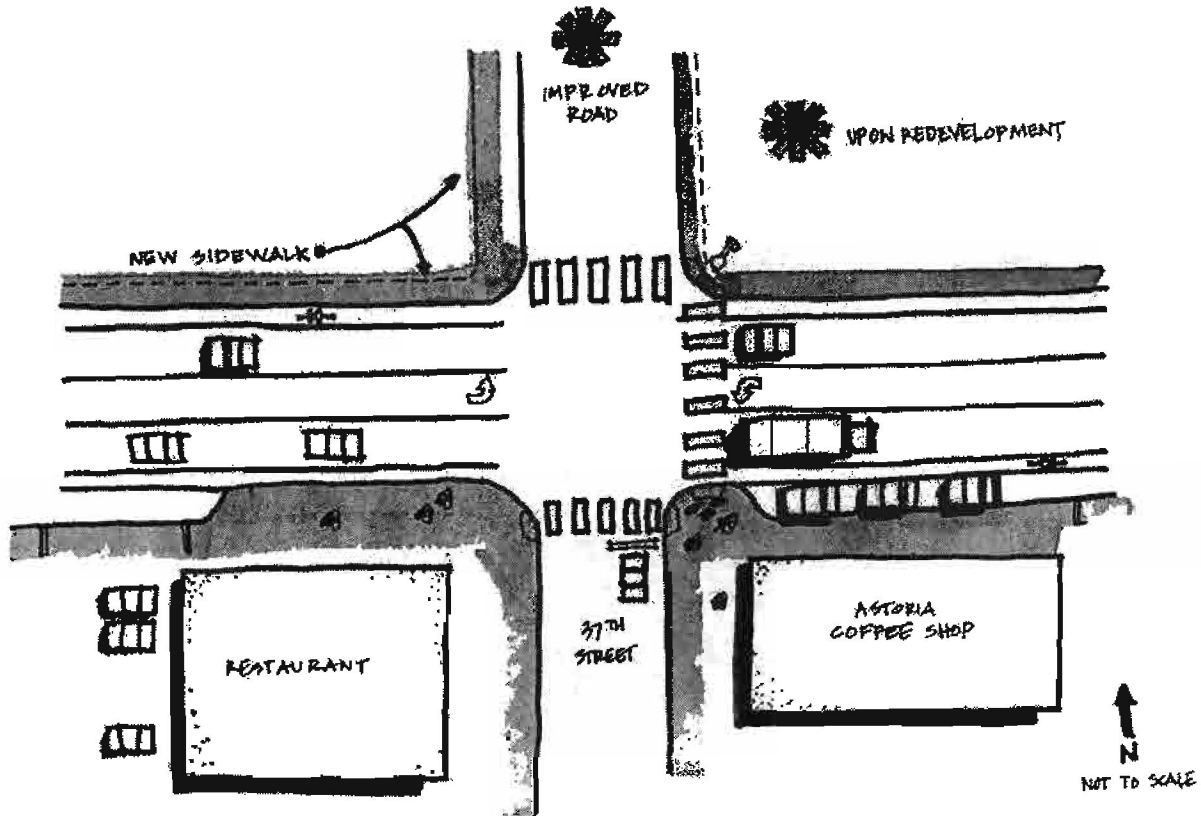 IMPROVED
ROAD
UPON REDEVELOPMENT
NEW SIDEWALK
37TH
STREET
ASTORIA
COFFEE SHOP
RESTAURANT
N
NOT TO SCALE